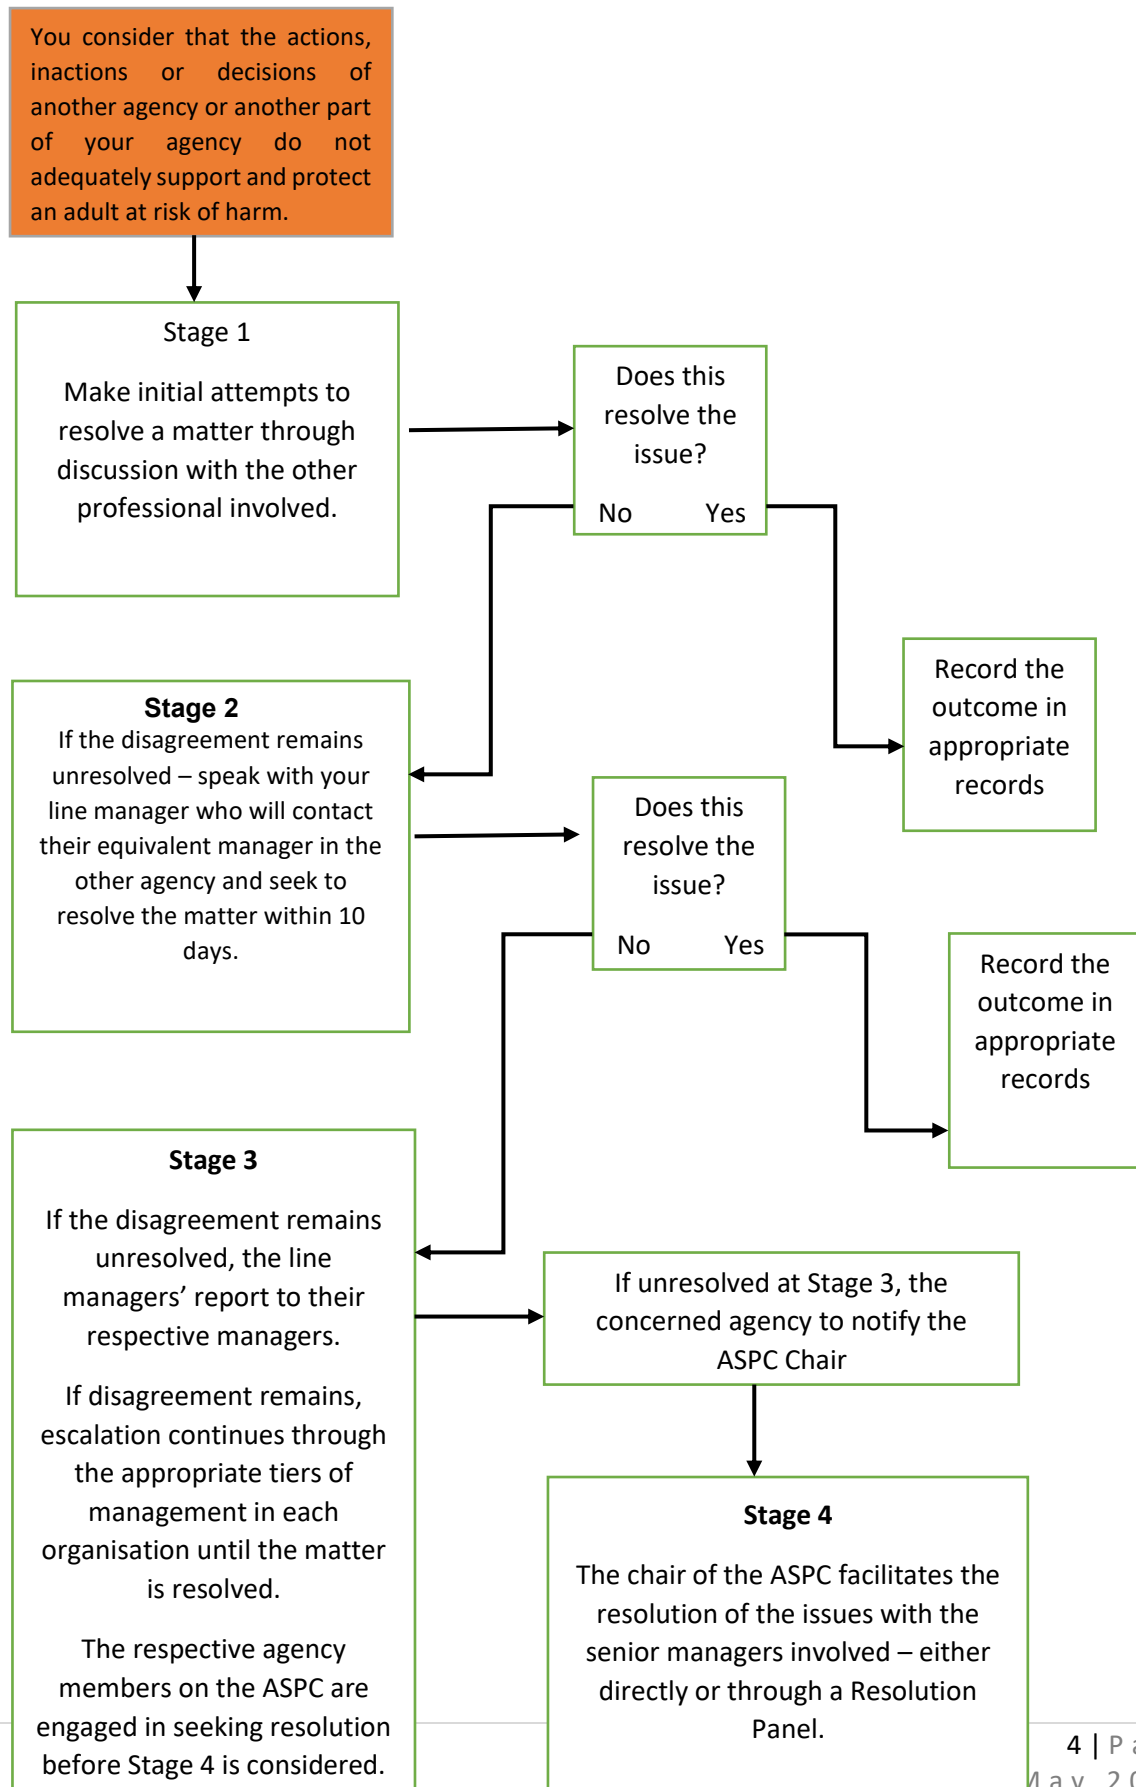 You consider that the actions,
inactions or decisions of
another agency or another part
of your agency do not
adequately support and protect
an adult at risk of harm.
Stage 1
Make initial attempts to
resolve a matter through
discussion with the other
professional involved.
Does this
resolve the
issue?
No Yes
Record the
outcome in
appropriate
records
Stage 2
If the disagreement remains
unresolved – speak with your
line manager who will contact
their equivalent manager in the
other agency and seek to
resolve the matter within 10
days.
Does this
resolve the
issue?
No Yes
Record the
outcome in
appropriate
records
Stage 3
If the disagreement remains
unresolved, the line
managers’ report to their
respective managers.
If disagreement remains,
escalation continues through
the appropriate tiers of
management in each
organisation until the matter
is resolved.
The respective agency
members on the ASPC are
engaged in seeking resolution
before Stage 4 is considered.
If unresolved at Stage 3, the
concerned agency to notify the
ASPC Chair
Stage 4
The chair of the ASPC facilitates the
resolution of the issues with the
senior managers involved – either
directly or through a Resolution
Panel.
4 | P a
May 20